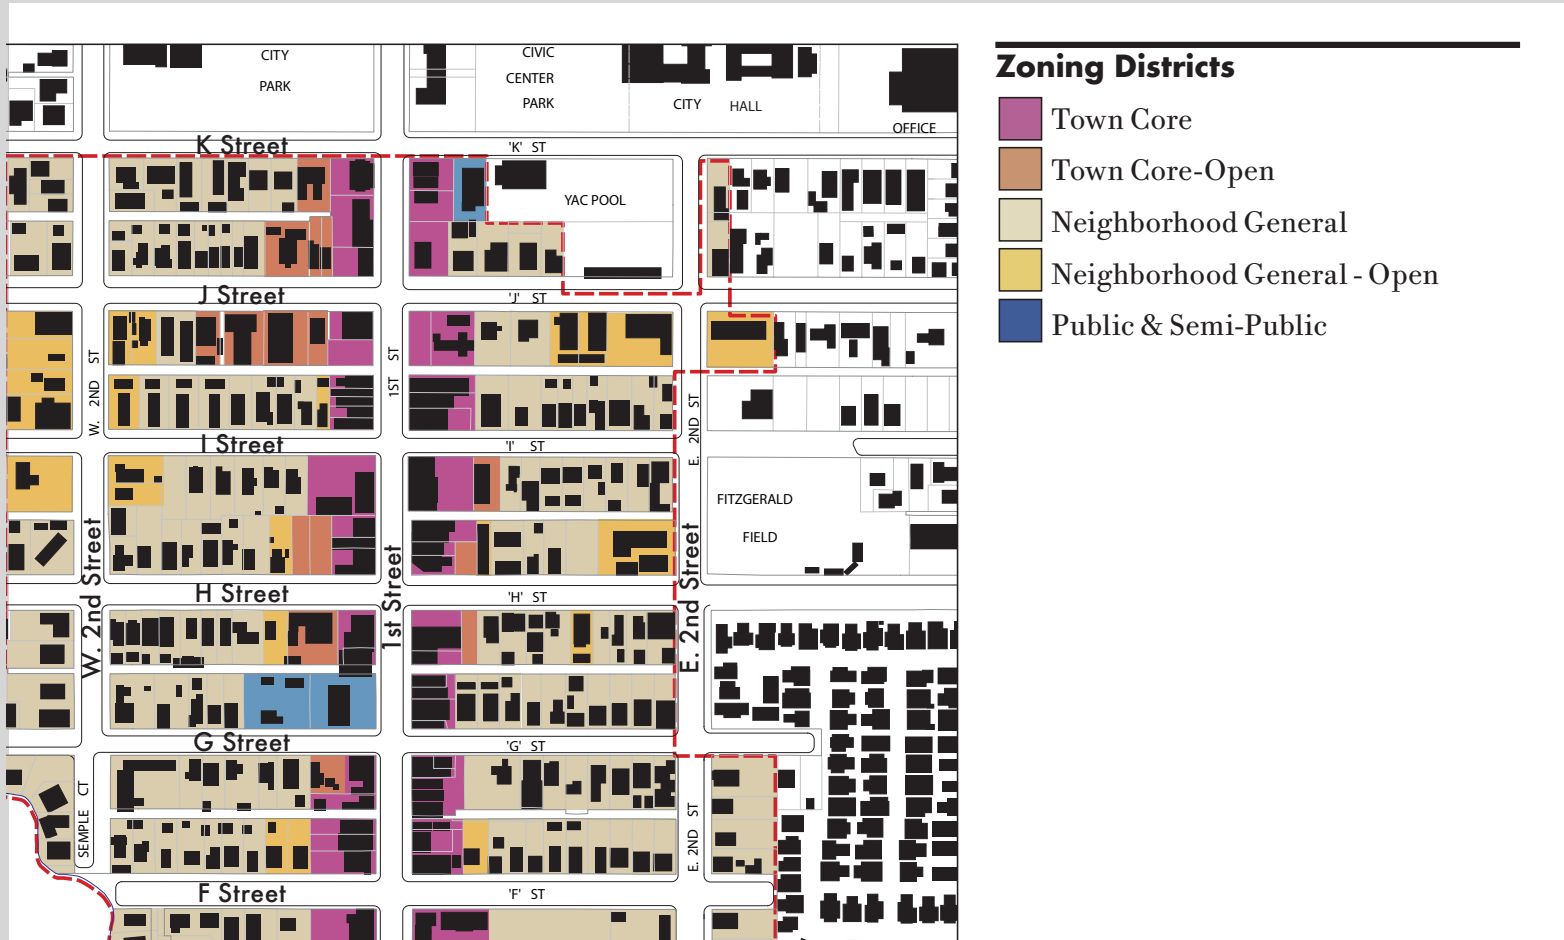 CITY
PARK
CIVIC
CENTER
PARK
CITY HALL
OFFICE
K Street
'K' ST
YAC POOL
J Street
'J' ST
W. 2ND ST
1ST ST
E. 2ND ST
I Street
'I' ST
FITZGERALD
FIELD
W. 2nd Street
1st Street
E. 2nd Street
H Street
'H' ST
G Street
'G' ST
SEMPLE CT
E. 2ND ST
F Street
'F' ST
Zoning Districts
Town Core
Town Core-Open
Neighborhood General
Neighborhood General - Open
Public & Semi-Public